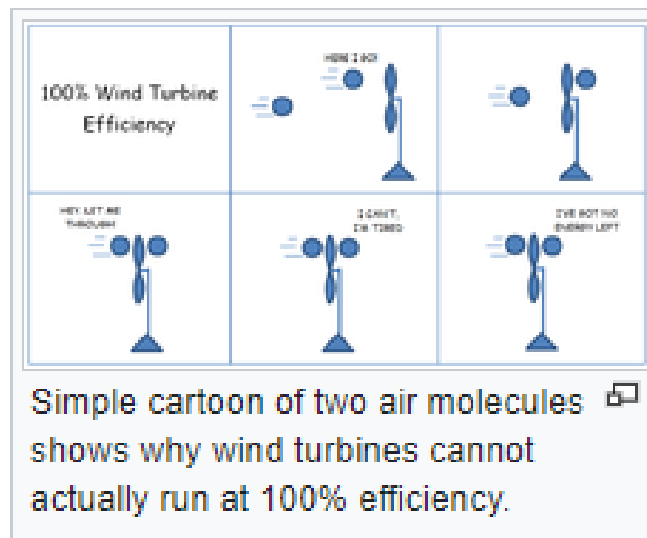 100% Wind Turbine
Efficiency
HERE I GO!
HEY, LET ME
THROUGH!
I CAN'T,
I'M TIRED
I'VE GOT NO
ENERGY LEFT
Simple cartoon of two air molecules
shows why wind turbines cannot
actually run at 100% efficiency.